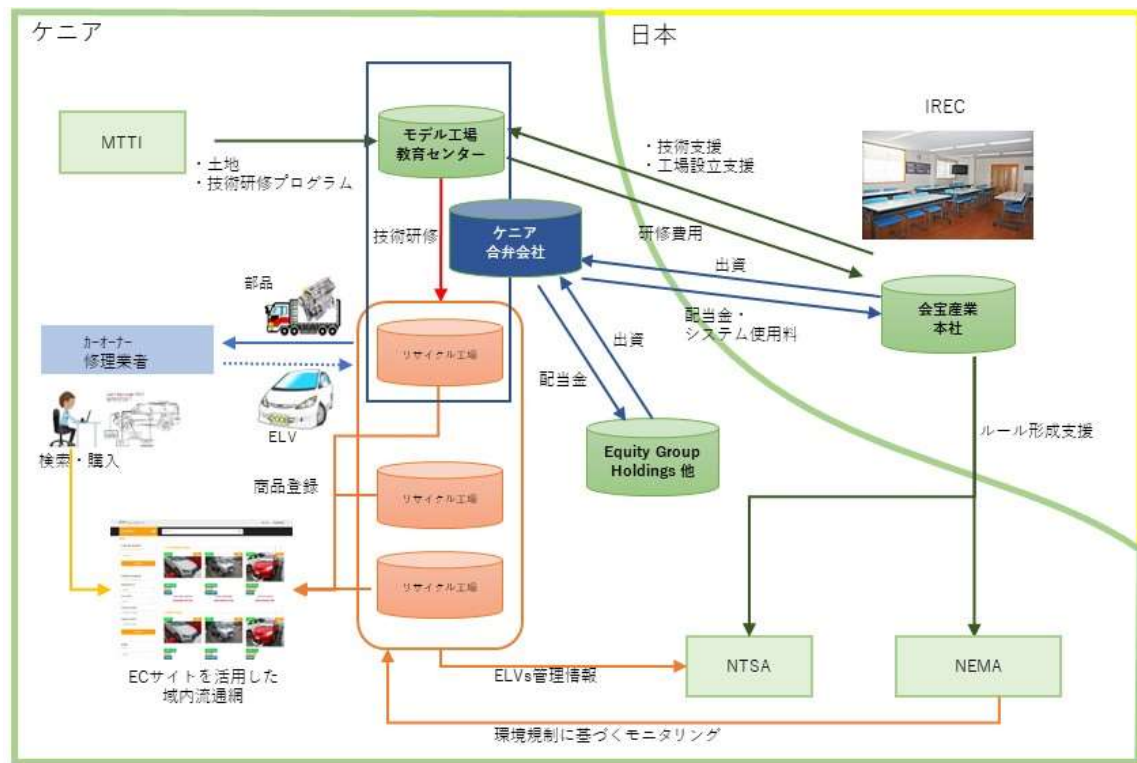 ケニア
日本
IREC
MTTI
モデル工場
教育センター
・土地
・技術研修プログラム
・技術支援
・工場設立支援
技術研修
ケニア
合弁会社
研修費用
出資
会宝産業
本社
配当金・
システム使用料
部品
カーオーナー
修理業者
リサイクル工場
出資
配当金
ELV
検索・購入
Equity Group
Holdings 他
ルール形成支援
商品登録
リサイクル工場
リサイクル工場
ECサイトを活用した
域内流通網
ELVs管理情報
NTSA
NEMA
環境規制に基づくモニタリング